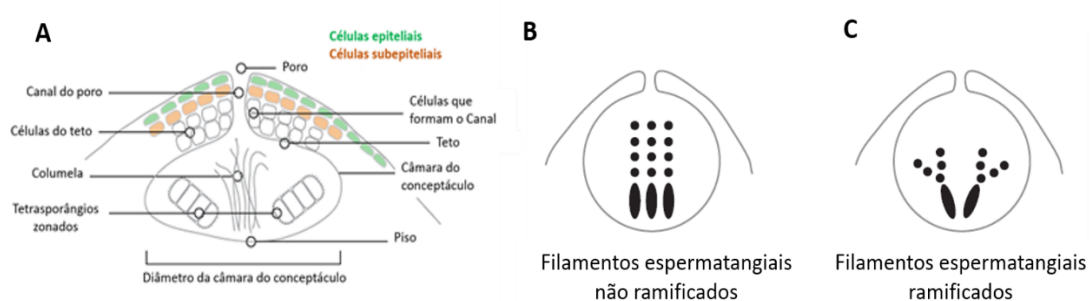 A
Células epiteliais
Células subepiteliais
Poro
Canal do poro
Células que
formam o Canal
Células do teto
Teto
Columela
Câmara do
conceptáculo
Tetrasporângios
zonados
Piso
Diâmetro da câmara do conceptáculo
B
Filamentos espermatangiais
não ramificados
C
Filamentos espermatangiais
ramificados